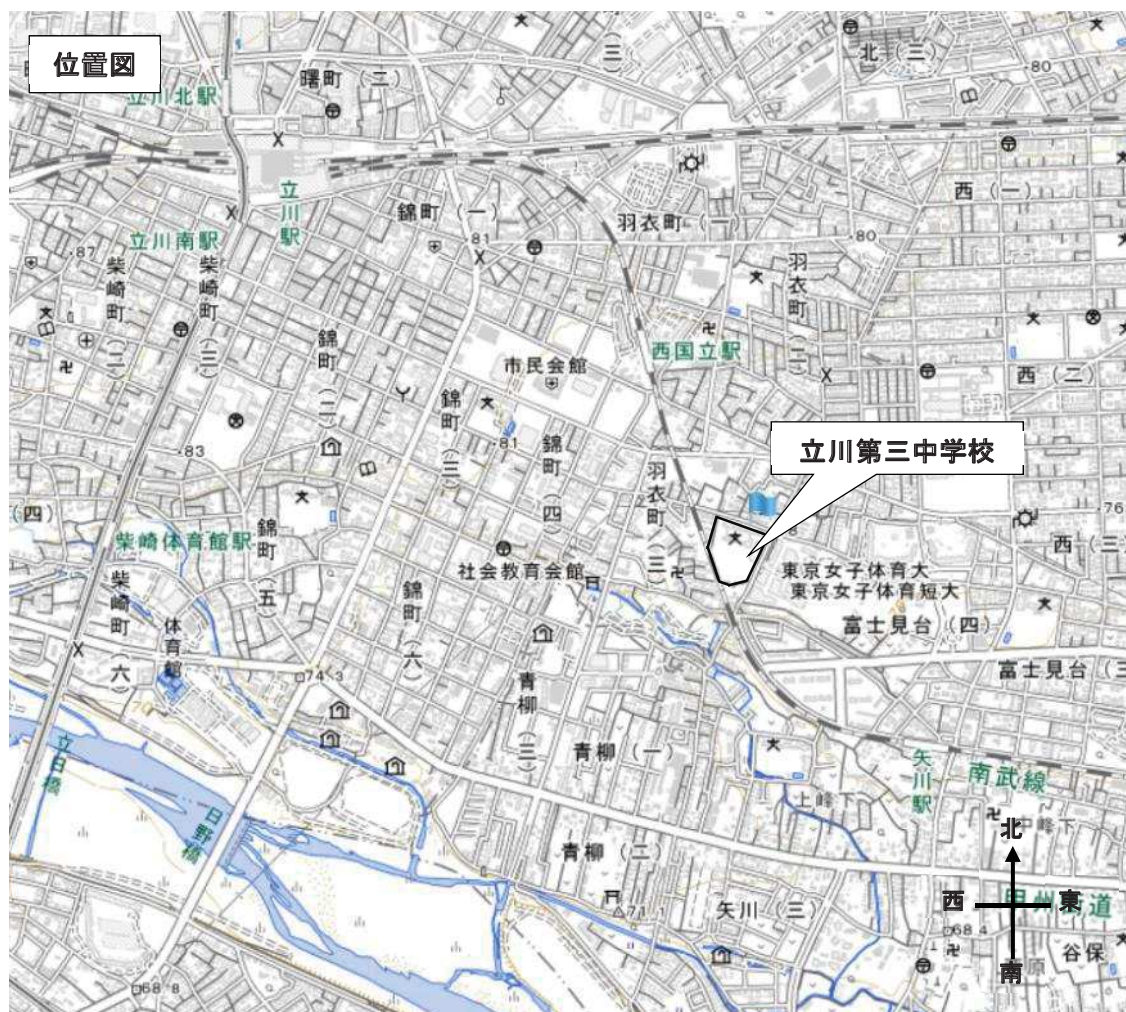 位置図
立川北駅
曙町(二)
北(三)
(三)
80
立川駅
錦町(一)
羽衣町(一)
西(一)
立川南駅
87
81
80
柴崎町(二)
柴崎町(三)
羽衣町(二)
錦町(二)
市民会館
西国立駅
西(二)
錦町(三)
83
81
錦町(四)
羽衣町(三)
立川第三中学校
76
(四)
柴崎体育館駅
錦町(五)
社会教育会館
西(三)
東京女子体育大
東京女子体育短大
柴崎町(六)
体育館
錦町(六)
富士見台(四)
富士見台(三)
74.3
70
青柳(三)
青柳(一)
立日橋
日野橋
矢川駅
南武線
上峰下
中峰下
北
青柳(二)
71.1
矢川(三)
西
東
甲州街道
68.4
谷保
南
68.8